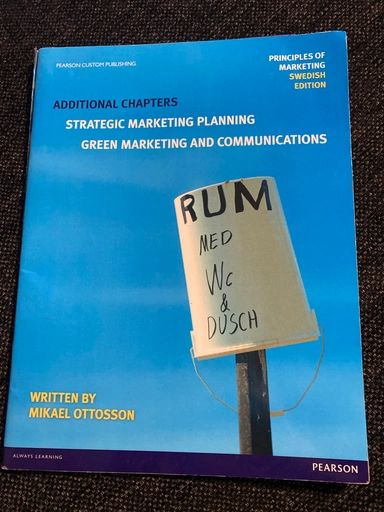 PEARSON CUSTOM PUBLISHING
PRINCIPLES OF
MARKETING
SWEDISH
EDITION
ADDITIONAL CHAPTERS
STRATEGIC MARKETING PLANNING
GREEN MARKETING AND COMMUNICATIONS
RUM
MED
Wc
&
DUSCH
WRITTEN BY
MIKAEL OTTOSSON
ALWAYS LEARNING
PEARSON